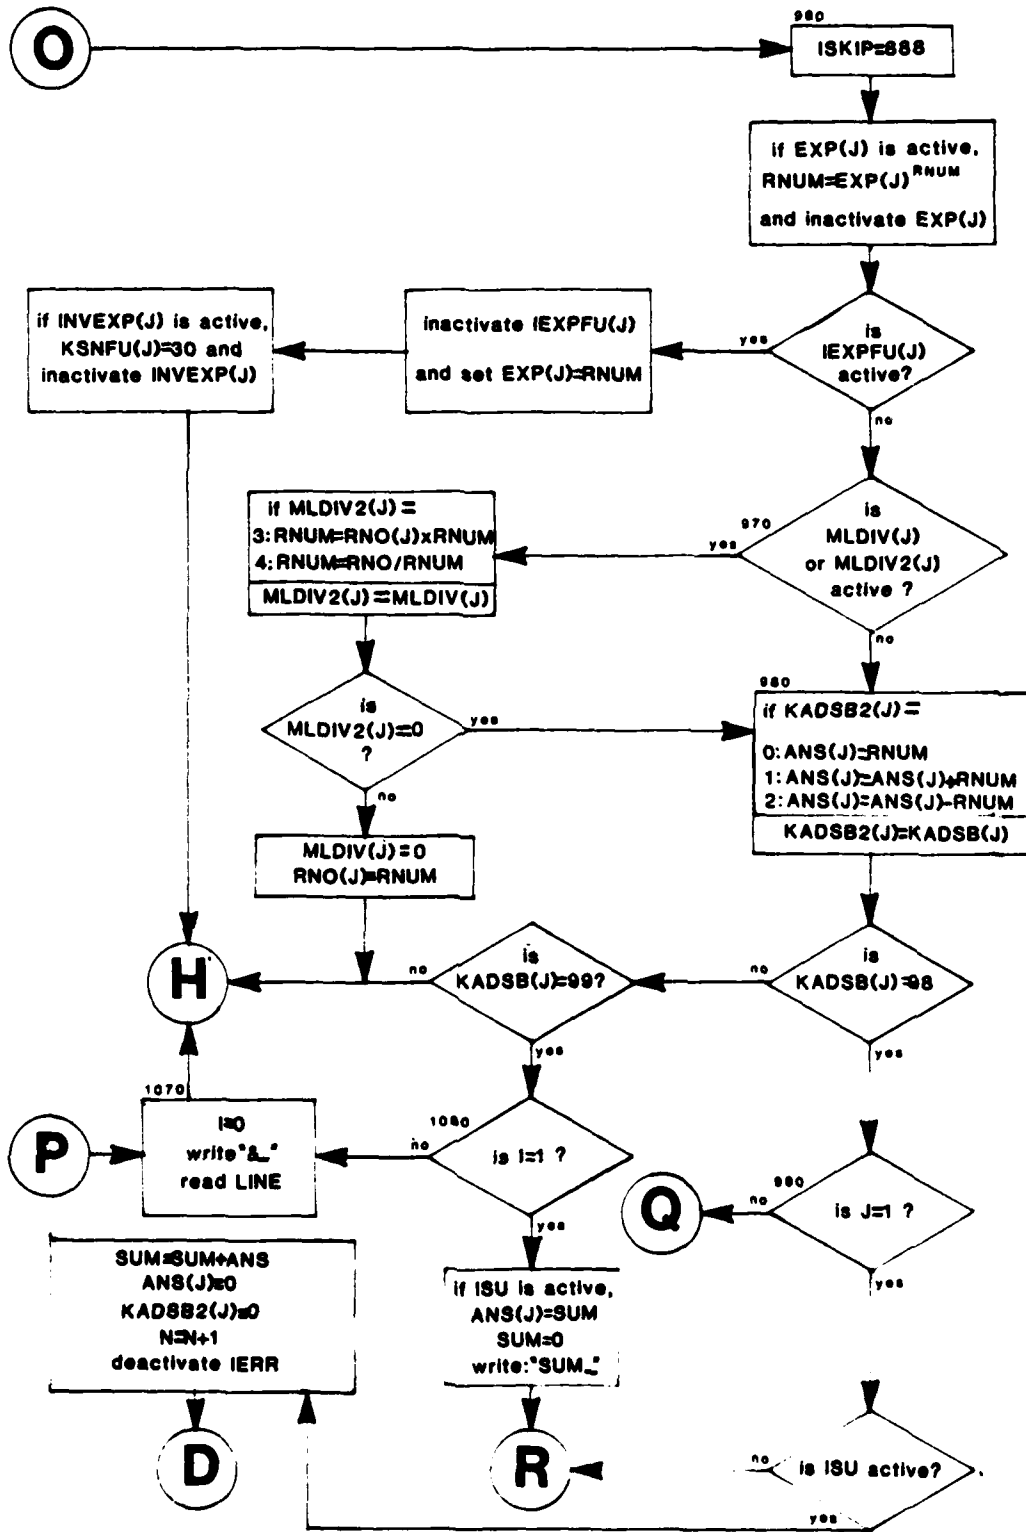 O
960
ISKIP=888
if EXP(J) is active,
RNUM=EXP(J)^RNUM
and inactivate EXP(J)
if INVEXP(J) is active,
KSNFU(J)=30 and
inactivate INVEXP(J)
inactivate IEXPFU(J)
and set EXP(J)=RNUM
yes
is
IEXPFU(J)
active?
no
if MLDIV2(J)=
3:RNUM=RNO(J)xRNUM
4:RNUM=RNO/RNUM
MLDIV2(J)=MLDIV(J)
yes
970
is
MLDIV(J)
or MLDIV2(J)
active ?
no
is
MLDIV2(J)=0
?
yes
no
980
if KADSB2(J)=
0:ANS(J)=RNUM
1:ANS(J)=ANS(J)+RNUM
2:ANS(J)=ANS(J)-RNUM
KADSB2(J)=KADSB(J)
MLDIV(J)=0
RNO(J)=RNUM
H
no
is
KADSB(J)=99?
yes
no
is
KADSB(J)=98
yes
P
1070
I=0
write"&_"
read LINE
no
1080
is I=1 ?
yes
Q
no
990
is J=1 ?
yes
SUM=SUM+ANS
ANS(J)=0
KADSB2(J)=0
N=N+1
deactivate IERR
if ISU is active,
ANS(J)=SUM
SUM=0
write:"SUM_"
D
R
no
is ISU active?
yes